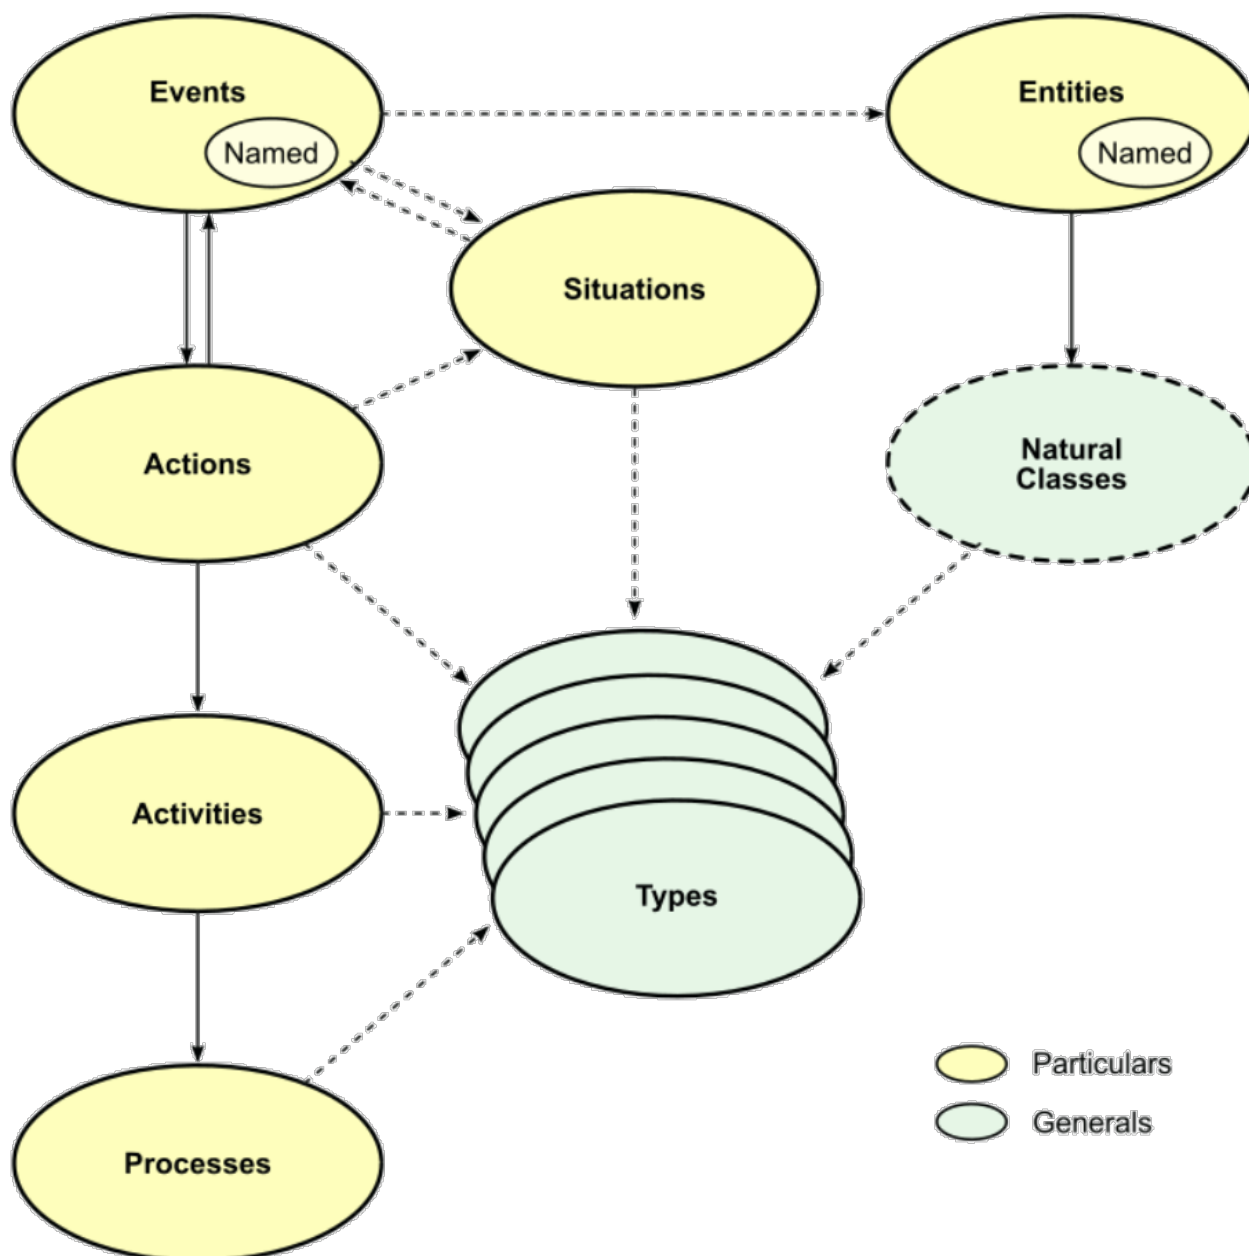 Events
Named
Entities
Named
Situations
Actions
Natural
Classes
Activities
Types
Processes
Particulars
Generals